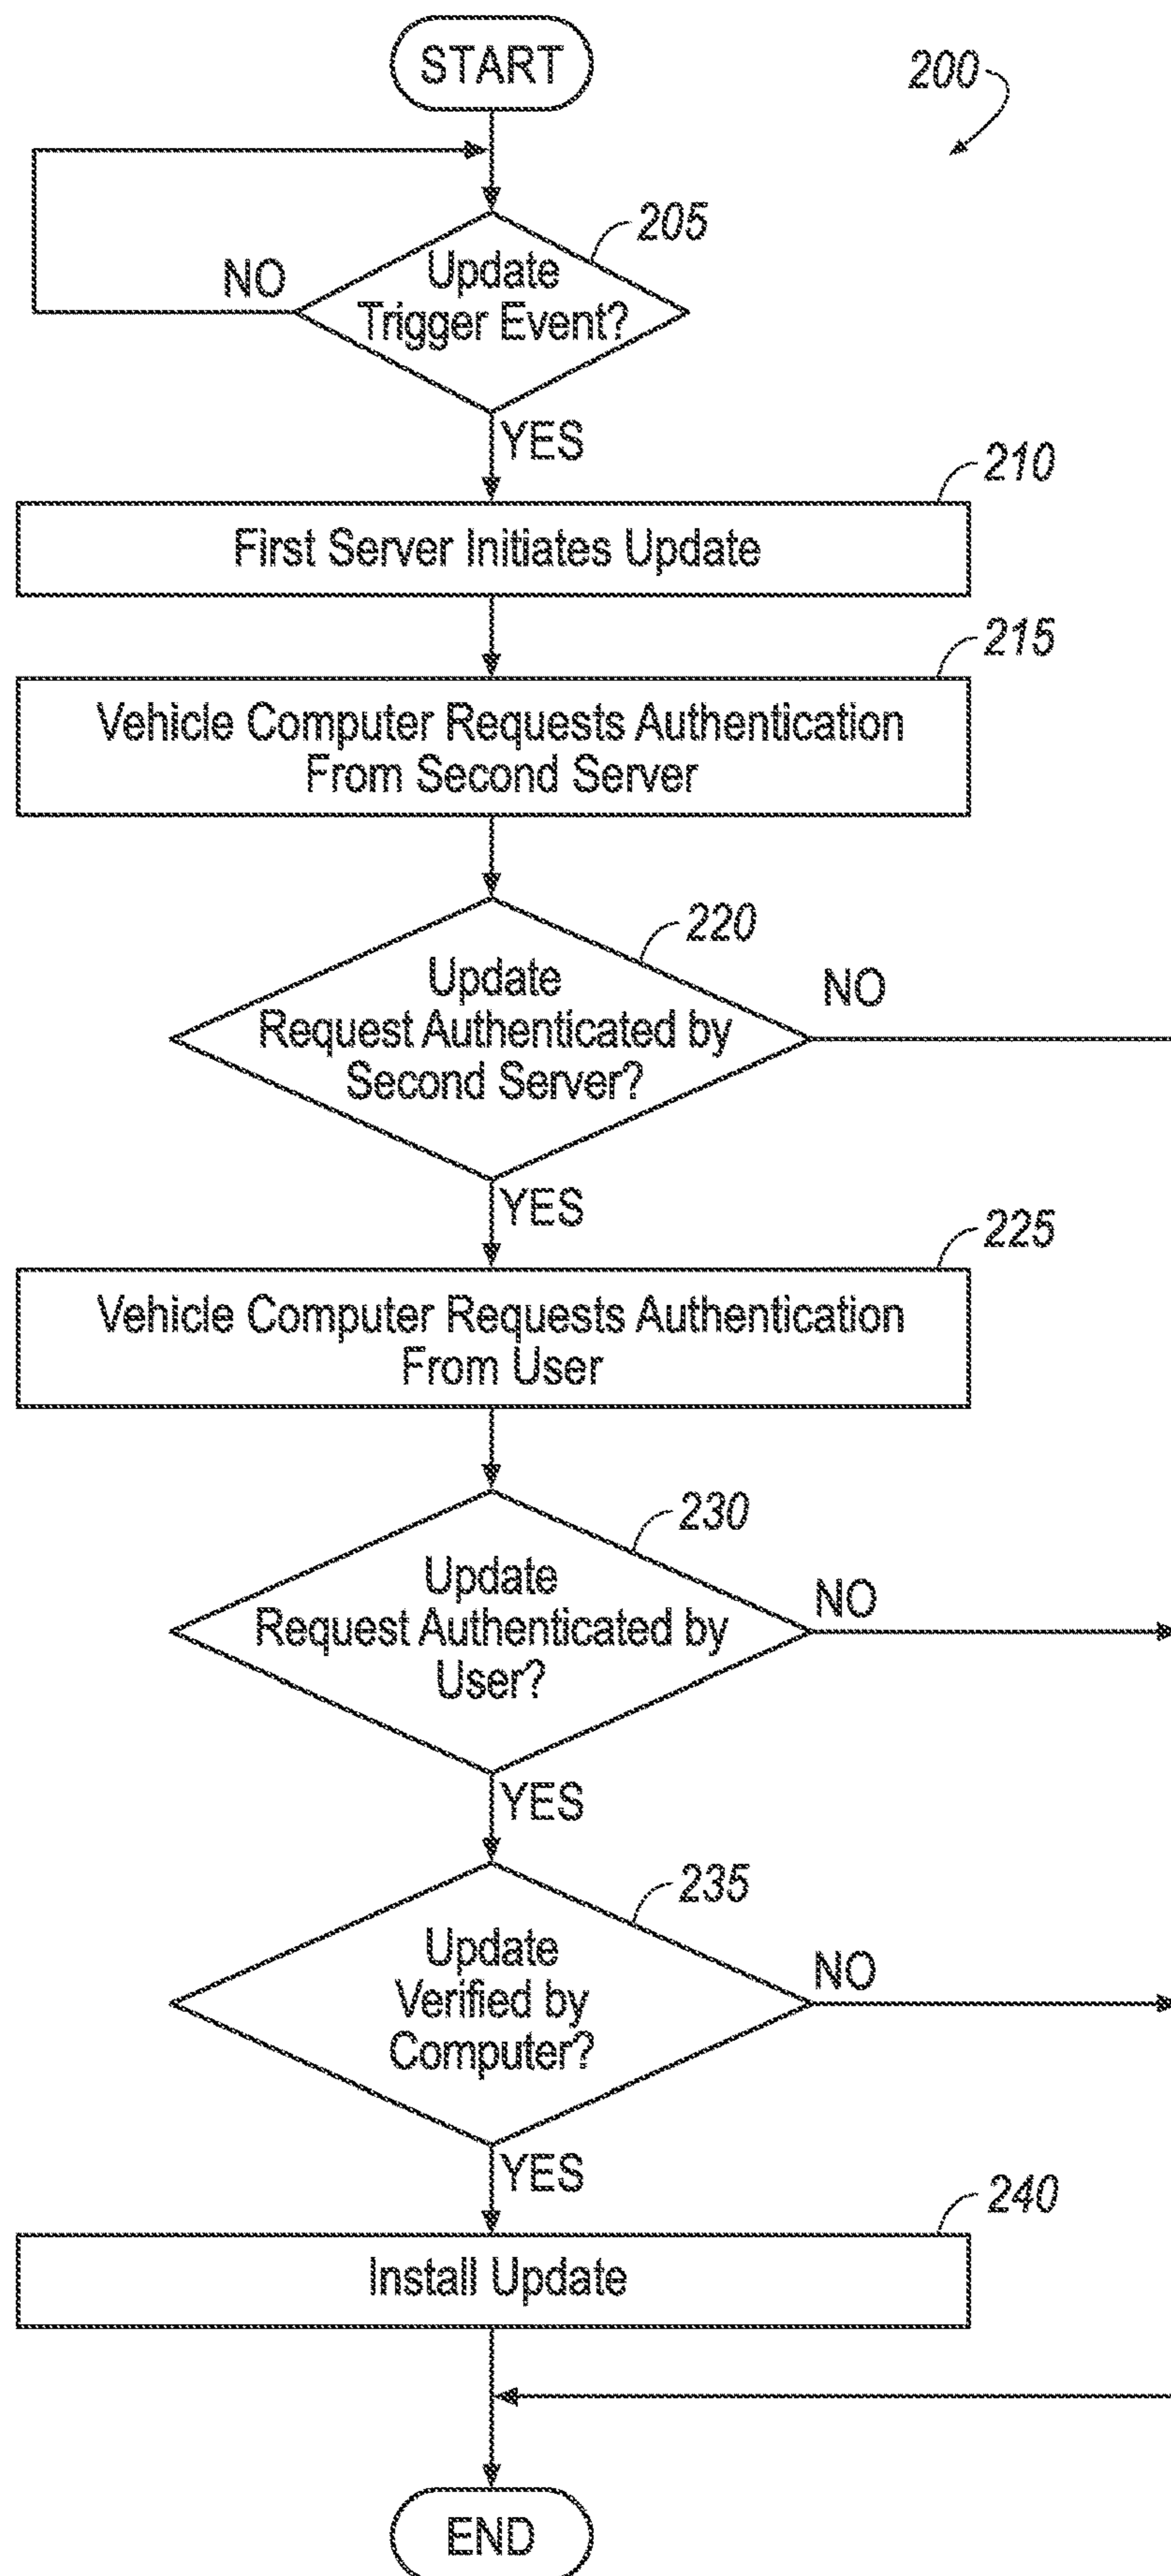 START
200
205
Update
Trigger Event?
NO
YES
210
First Server Initiates Update
215
Vehicle Computer Requests Authentication
From Second Server
220
Update
Request Authenticated by
Second Server?
NO
YES
225
Vehicle Computer Requests Authentication
From User
230
Update
Request Authenticated by
User?
NO
YES
235
Update
Verified by
Computer?
NO
YES
240
Install Update
END